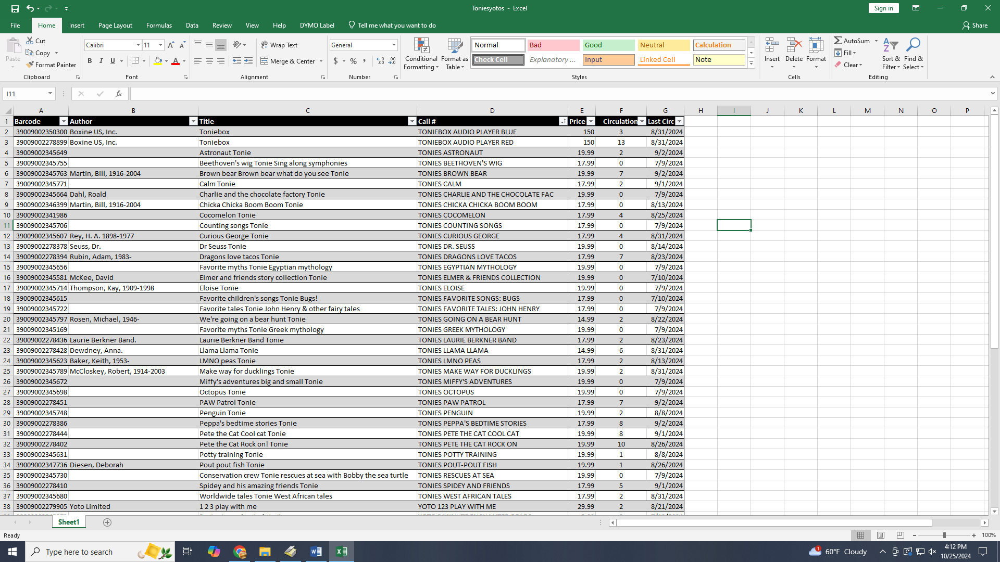 Toniesyotos - Excel
Sign in
File Home Insert Page Layout Formulas Data Review View Help DYMO Label Tell me what you want to do Share
Paste Cut Copy Format Painter Clipboard
Calibri 11 A A B I U A Font
Wrap Text Merge & Center Alignment
General $ % , .00 Number
Conditional Formatting Format as Table
Normal Bad Good Neutral Calculation
Check Cell Explanatory ... Input Linked Cell Note
Styles
Insert Delete Format Cells
AutoSum Fill Clear Sort & Filter Find & Select Editing
I11 fx
A B C D E F G H I J K L M N O P
1 Barcode Author Title Call # Price Circulation Last Circ
2 39009002350300 Boxine US, Inc. Toniebox TONIEBOX AUDIO PLAYER BLUE 150 3 8/31/2024
3 39009002278899 Boxine US, Inc. Toniebox TONIEBOX AUDIO PLAYER RED 150 13 8/31/2024
4 39009002345649 Astronaut Tonie TONIES ASTRONAUT 19.99 2 9/2/2024
5 39009002345755 Beethoven's wig Tonie Sing along symphonies TONIES BEETHOVEN'S WIG 17.99 0 7/9/2024
6 39009002345763 Martin, Bill, 1916-2004 Brown bear Brown bear what do you see Tonie TONIES BROWN BEAR 19.99 7 9/2/2024
7 39009002345771 Calm Tonie TONIES CALM 17.99 2 9/1/2024
8 39009002345664 Dahl, Roald Charlie and the chocolate factory Tonie TONIES CHARLIE AND THE CHOCOLATE FAC 19.99 0 7/9/2024
9 39009002346399 Martin, Bill, 1916-2004 Chicka Chicka Boom Boom Tonie TONIES CHICKA CHICKA BOOM BOOM 17.99 0 8/13/2024
10 39009002341986 Cocomelon Tonie TONIES COCOMELON 17.99 4 8/25/2024
11 39009002345706 Counting songs Tonie TONIES COUNTING SONGS 17.99 0 7/9/2024
12 39009002345607 Rey, H. A. 1898-1977 Curious George Tonie TONIES CURIOUS GEORGE 17.99 4 8/31/2024
13 39009002278378 Seuss, Dr. Dr Seuss Tonie TONIES DR. SEUSS 19.99 0 8/14/2024
14 39009002278394 Rubin, Adam, 1983- Dragons love tacos Tonie TONIES DRAGONS LOVE TACOS 17.99 7 8/23/2024
15 39009002345656 Favorite myths Tonie Egyptian mythology TONIES EGYPTIAN MYTHOLOGY 19.99 0 7/9/2024
16 39009002345581 McKee, David Elmer and friends story collection Tonie TONIES ELMER & FRIENDS COLLECTION 19.99 0 7/10/2024
17 39009002345714 Thompson, Kay, 1909-1998 Eloise Tonie TONIES ELOISE 19.99 0 7/9/2024
18 39009002345615 Favorite children's songs Tonie Bugs! TONIES FAVORITE SONGS: BUGS 17.99 0 7/10/2024
19 39009002345722 Favorite tales Tonie John Henry & other fairy tales TONIES FAVORITE TALES: JOHN HENRY 17.99 0 7/9/2024
20 39009002345797 Rosen, Michael, 1946- We're going on a bear hunt Tonie TONIES GOING ON A BEAR HUNT 14.99 2 8/22/2024
21 39009002345169 Favorite myths Tonie Greek mythology TONIES GREEK MYTHOLOGY 19.99 0 7/9/2024
22 39009002278436 Laurie Berkner Band. Laurie Berkner Band Tonie TONIES LAURIE BERKNER BAND 17.99 2 8/23/2024
23 39009002278428 Dewdney, Anna. Llama Llama Tonie TONIES LLAMA LLAMA 14.99 6 8/31/2024
24 39009002345623 Baker, Keith, 1953- LMNO peas Tonie TONIES LMNO PEAS 17.99 2 8/13/2024
25 39009002345789 McCloskey, Robert, 1914-2003 Make way for ducklings Tonie TONIES MAKE WAY FOR DUCKLINGS 19.99 2 8/31/2024
26 39009002345672 Miffy's adventures big and small Tonie TONIES MIFFY'S ADVENTURES 19.99 0 7/9/2024
27 39009002345698 Octopus Tonie TONIES OCTOPUS 19.99 0 7/9/2024
28 39009002278451 PAW Patrol Tonie TONIES PAW PATROL 17.99 7 9/2/2024
29 39009002345748 Penguin Tonie TONIES PENGUIN 19.99 2 8/8/2024
30 39009002278386 Peppa's bedtime stories Tonie TONIES PEPPA'S BEDTIME STORIES 17.99 8 9/2/2024
31 39009002278444 Pete the Cat Cool cat Tonie TONIES PETE THE CAT COOL CAT 19.99 8 9/1/2024
32 39009002278402 Pete the Cat Rock on! Tonie TONIES PETE THE CAT ROCK ON 19.99 10 8/26/2024
33 39009002345631 Potty training Tonie TONIES POTTY TRAINING 19.99 1 8/8/2024
34 39009002347736 Diesen, Deborah Pout pout fish Tonie TONIES POUT-POUT FISH 19.99 1 8/26/2024
35 39009002345730 Conservation crew Tonie rescues at sea with Bobby the sea turtle TONIES RESCUES AT SEA 19.99 0 7/9/2024
36 39009002278410 Spidey and his amazing friends Tonie TONIES SPIDEY AND FRIENDS 17.99 5 9/1/2024
37 39009002345680 Worldwide tales Tonie West African tales TONIES WEST AFRICAN TALES 17.99 2 8/31/2024
38 39009002279905 Yoto Limited 1 2 3 play with me YOTO 123 PLAY WITH ME 29.99 2 8/21/2024
Sheet1
Ready 100%
Type here to search 60°F Cloudy 4:12 PM
10/25/2024